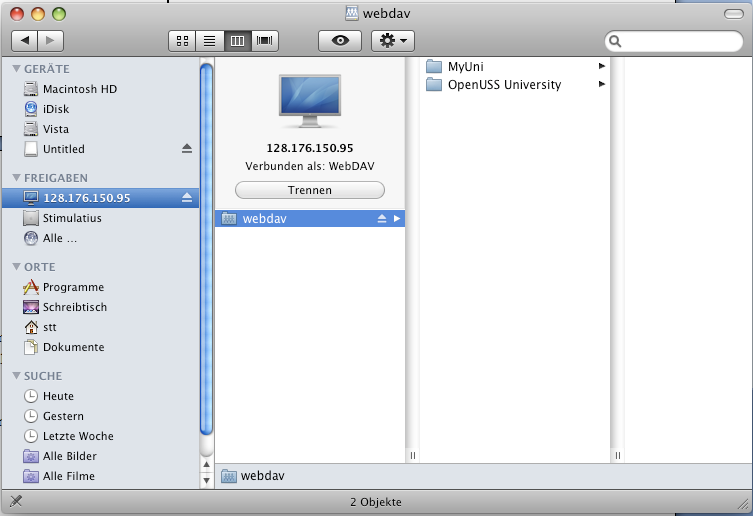 webdav
GERÄTE
Macintosh HD
iDisk
Vista
Untitled
FREIGABEN
128.176.150.95
Stimulatius
Alle ...
ORTE
Programme
Schreibtisch
stt
Dokumente
SUCHE
Heute
Gestern
Letzte Woche
Alle Bilder
Alle Filme
128.176.150.95
Verbunden als: WebDAV
Trennen
webdav
MyUni
OpenUSS University
webdav
2 Objekte